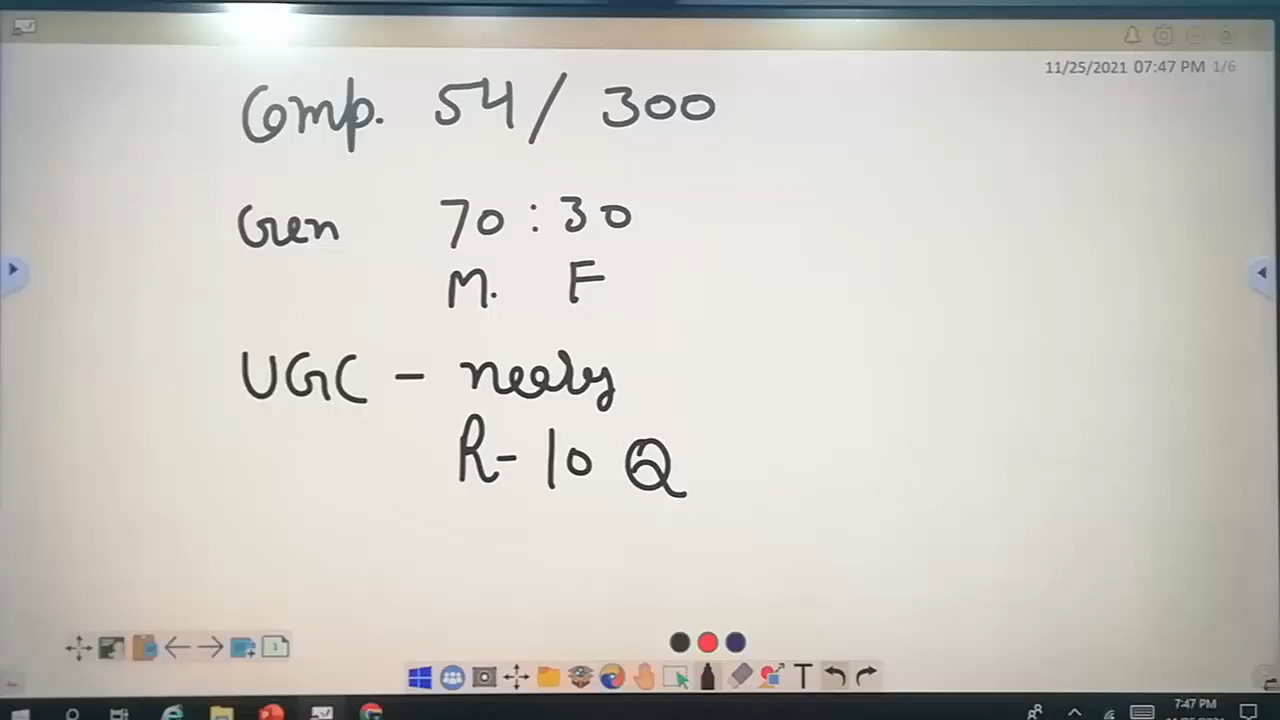 11/25/2021 07:47 PM 1/6
Comp. 54 / 300
Gen 70 : 30
M. F
UGC -
R- 10 Q
1
T
7:47 PM